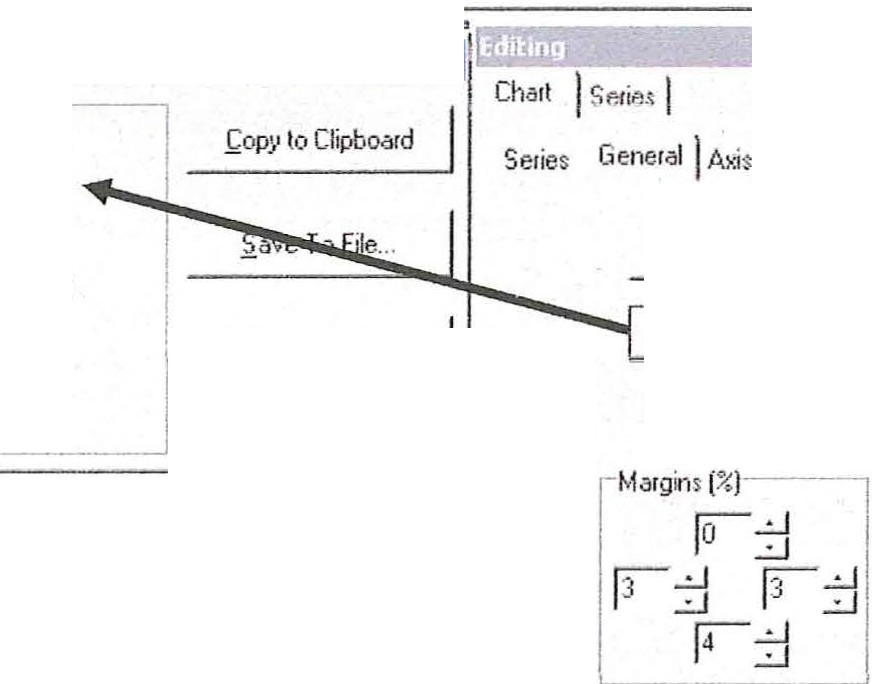 Editing
Chart Series
Series General Axis
Copy to Clipboard
Save To File...
Margins (%)
0
3 3
4